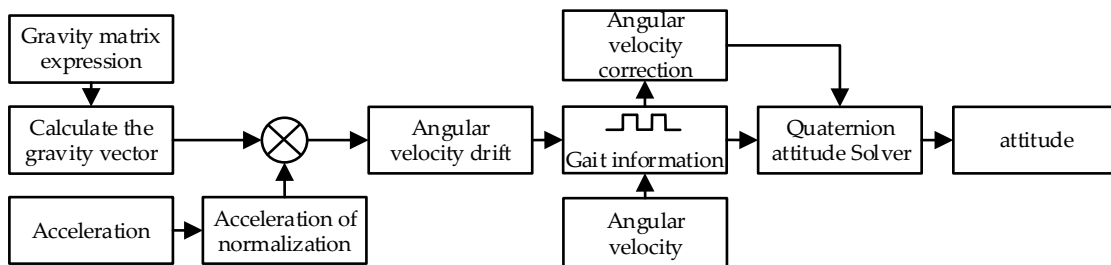 Gravity matrix
expression
Calculate the
gravity vector
Acceleration
Acceleration of
normalization
Angular
velocity drift
Angular
velocity
correction
Gait information
Angular
velocity
Quaternion
attitude Solver
attitude